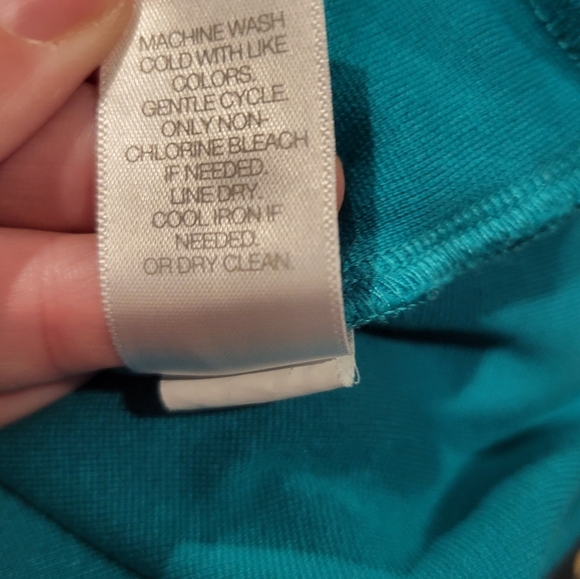 MACHINE WASH
COLD WITH LIKE
COLORS.
GENTLE CYCLE.
ONLY NON-
CHLORINE BLEACH
IF NEEDED.
LINE DRY.
COOL IRON IF
NEEDED.
OR DRY CLEAN.